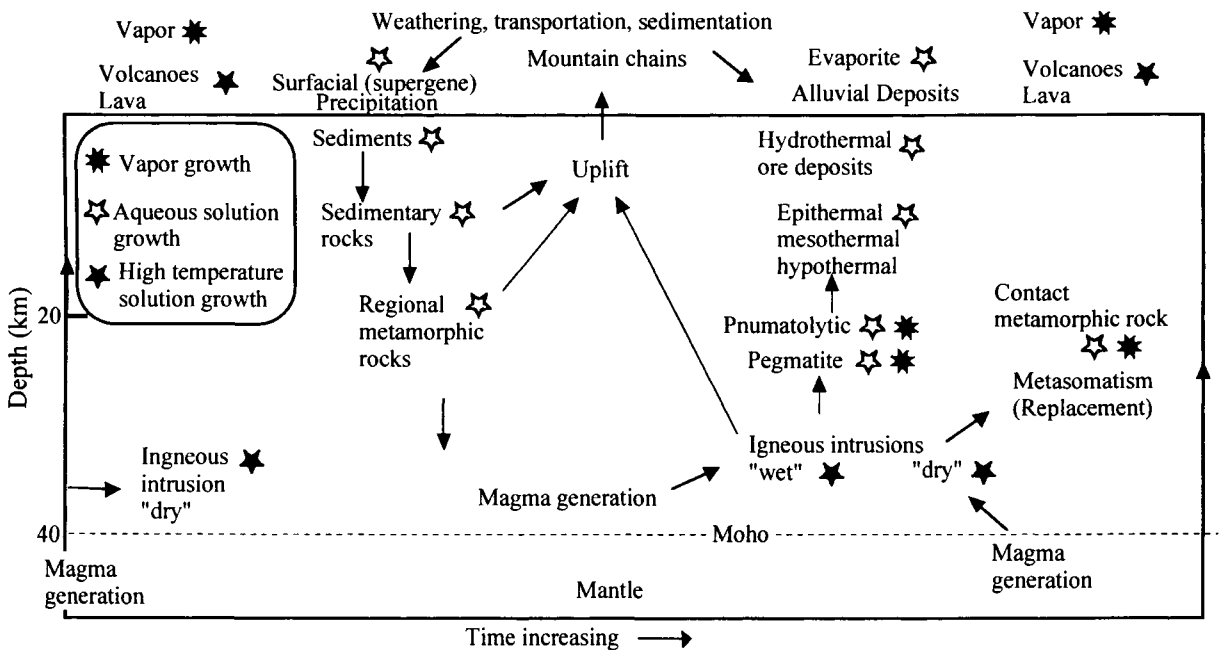 Weathering, transportation, sedimentation
Vapor
Volcanoes
Lava
Surfacial (supergene)
Precipitation
Mountain chains
Evaporite
Alluvial Deposits
Vapor
Volcanoes
Lava
Vapor growth
Aqueous solution
growth
High temperature
solution growth
Sediments
Sedimentary
rocks
Regional
metamorphic
rocks
Uplift
Hydrothermal
ore deposits
Epithermal
mesothermal
hypothermal
Pnumatolytic
Pegmatite
Contact
metamorphic rock
Metasomatism
(Replacement)
Depth (km)
20
40
Ingneous
intrusion
"dry"
Magma generation
Igneous intrusions
"wet"
"dry"
Moho
Magma
generation
Magma
generation
Mantle
Time increasing